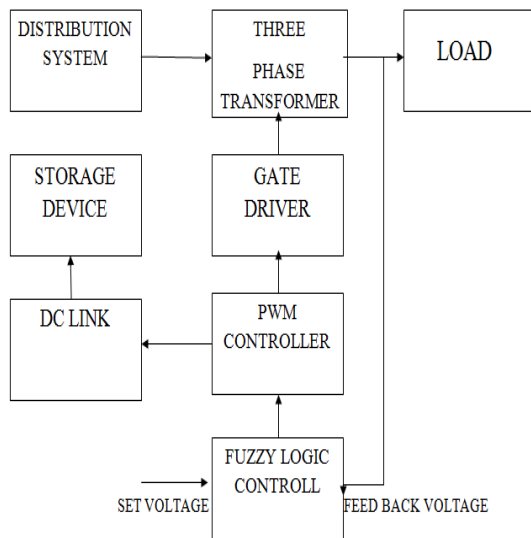 DISTRIBUTION
SYSTEM
THREE
PHASE
TRANSFORMER
LOAD
STORAGE
DEVICE
GATE
DRIVER
DC LINK
PWM
CONTROLLER
FUZZY LOGIC
CONTROLL
SET VOLTAGE
FEED BACK VOLTAGE